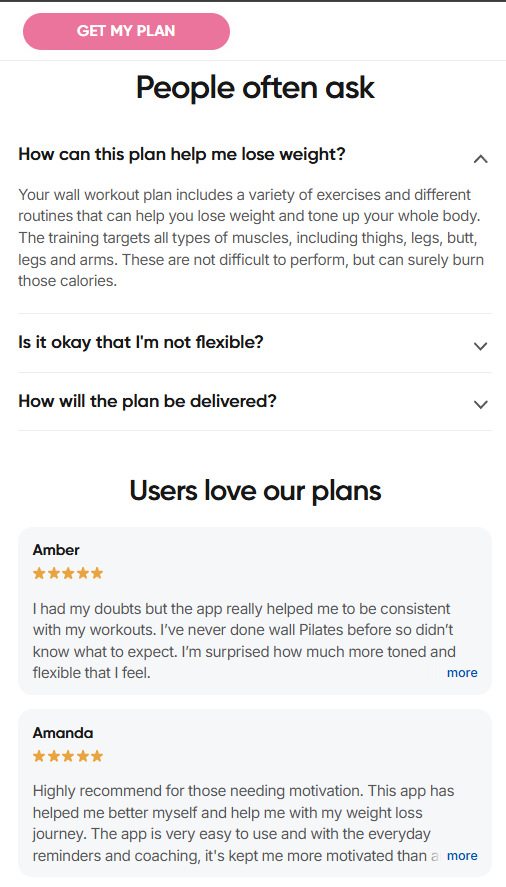 GET MY PLAN
People often ask
How can this plan help me lose weight?
Your wall workout plan includes a variety of exercises and different
routines that can help you lose weight and tone up your whole body.
The training targets all types of muscles, including thighs, legs, butt,
legs and arms. These are not difficult to perform, but can surely burn
those calories.
Is it okay that I'm not flexible?
How will the plan be delivered?
Users love our plans
Amber
I had my doubts but the app really helped me to be consistent
with my workouts. I’ve never done wall Pilates before so didn’t
know what to expect. I’m surprised how much more toned and
flexible that I feel. more
Amanda
Highly recommend for those needing motivation. This app has
helped me better myself and help me with my weight loss
journey. The app is very easy to use and with the everyday
reminders and coaching, it's kept me more motivated than a more